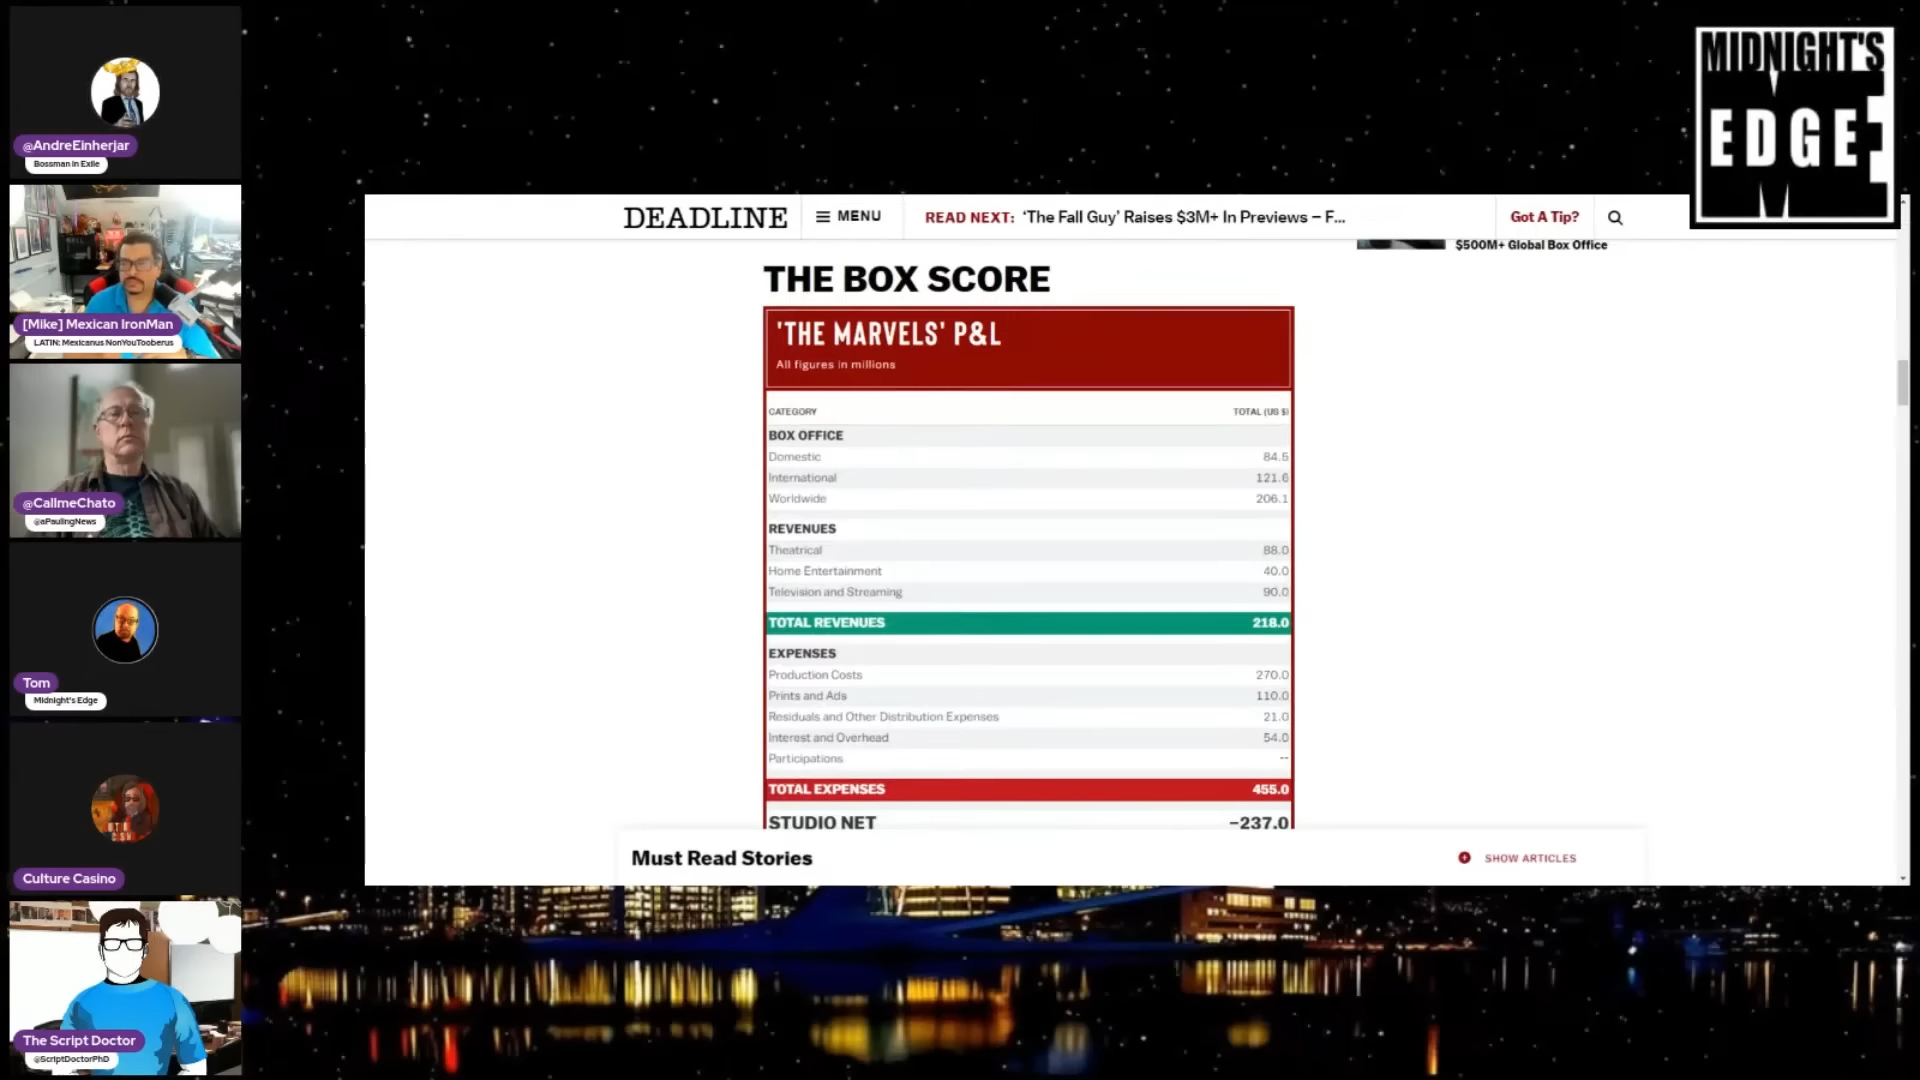 @AndreEinherjar
Bossman in Exile
[Mike] Mexican IronMan
LATIN: Mexicanus NonYouTooberus
@CallmeChato
@aPaulingNews
Tom
Midnight's Edge
Culture Casino
The Script Doctor
@ScriptDoctorPhD
MIDNIGHT'S
EDGE
DEADLINE
MENU
READ NEXT: 'The Fall Guy' Raises $3M+ In Previews – F...
Got A Tip?
$500M+ Global Box Office
THE BOX SCORE
'THE MARVELS' P&L
All figures in millions
CATEGORY TOTAL (US $)
BOX OFFICE
Domestic 84.5
International 121.6
Worldwide 206.1
REVENUES
Theatrical 88.0
Home Entertainment 40.0
Television and Streaming 90.0
TOTAL REVENUES 218.0
EXPENSES
Production Costs 270.0
Prints and Ads 110.0
Residuals and Other Distribution Expenses 21.0
Interest and Overhead 54.0
Participations --
TOTAL EXPENSES 455.0
STUDIO NET −237.0
Must Read Stories
SHOW ARTICLES